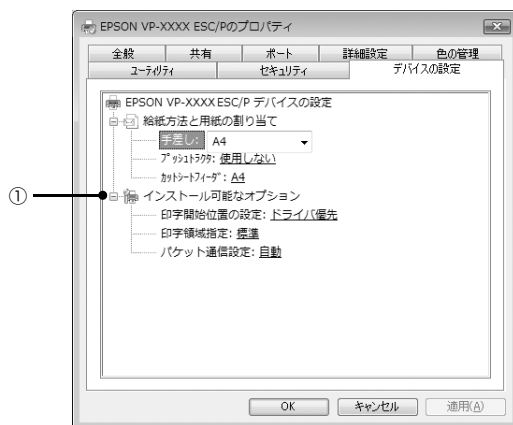 EPSON VP-XXXX ESC/Pのプロパティ
全般 共有 ポート 詳細設定 色の管理
ユーティリティ セキュリティ デバイスの設定
EPSON VP-XXXX ESC/P デバイスの設定
給紙方法と用紙の割り当て
手差し: A4
プッシュトラクタ: 使用しない
カットシートフィーダ: A4
① インストール可能なオプション
印字開始位置の設定: ドライバ優先
印字領域指定: 標準
パケット通信設定: 自動
OK キャンセル 適用(A)